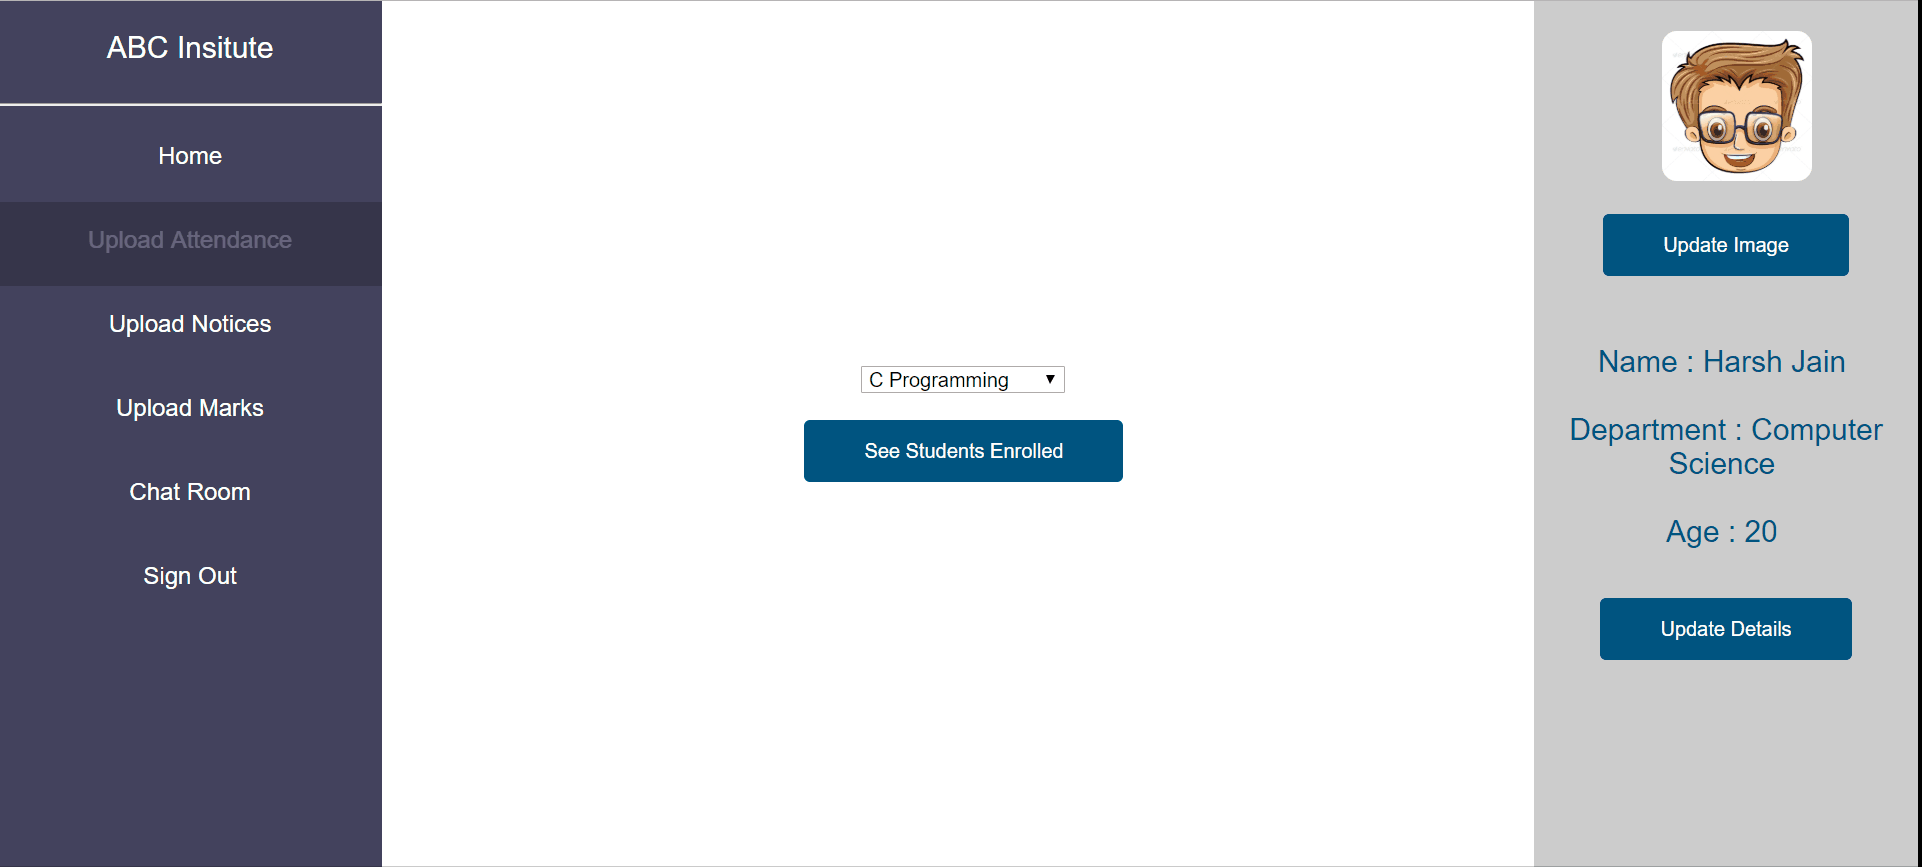 ABC Insitute
Home
Upload Attendance
Upload Notices
Upload Marks
Chat Room
Sign Out
C Programming
See Students Enrolled
Update Image
Name : Harsh Jain
Department : Computer
Science
Age : 20
Update Details